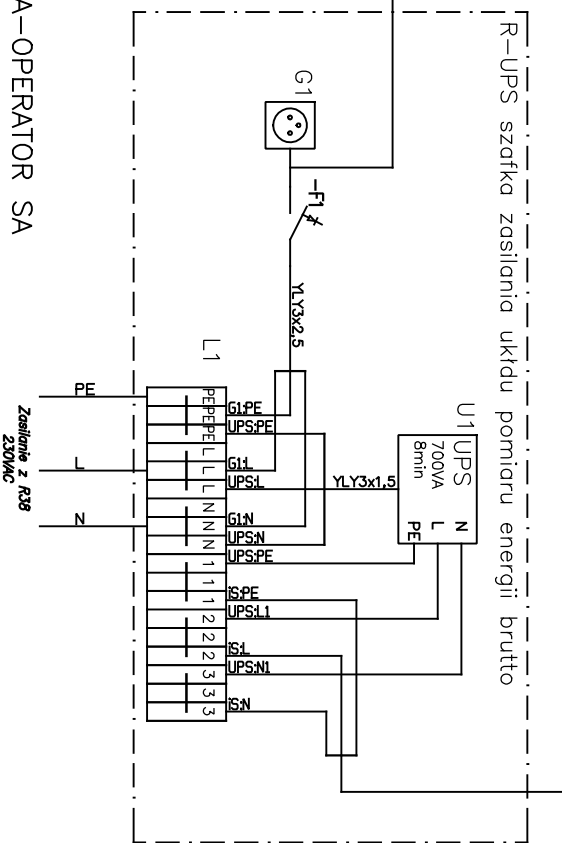 A-OPERATOR SA
R-UPS szafka zasilania ukłdu pomiaru energii brutto
G1
-F1
YLY3x2,5
L1
U1
UPS
700VA
8min
N
L
PE
YLY3x1,5
PE
L
N
Zasilanie z R38
230VAC
PE
PE
PE
L
L
L
N
N
N
1
1
1
2
2
2
3
3
3
G1:PE
UPS:PE
G1:L
UPS:L
G1:N
UPS:N
UPS:PE
iS:PE
UPS:L1
iS:L
UPS:N1
iS:N